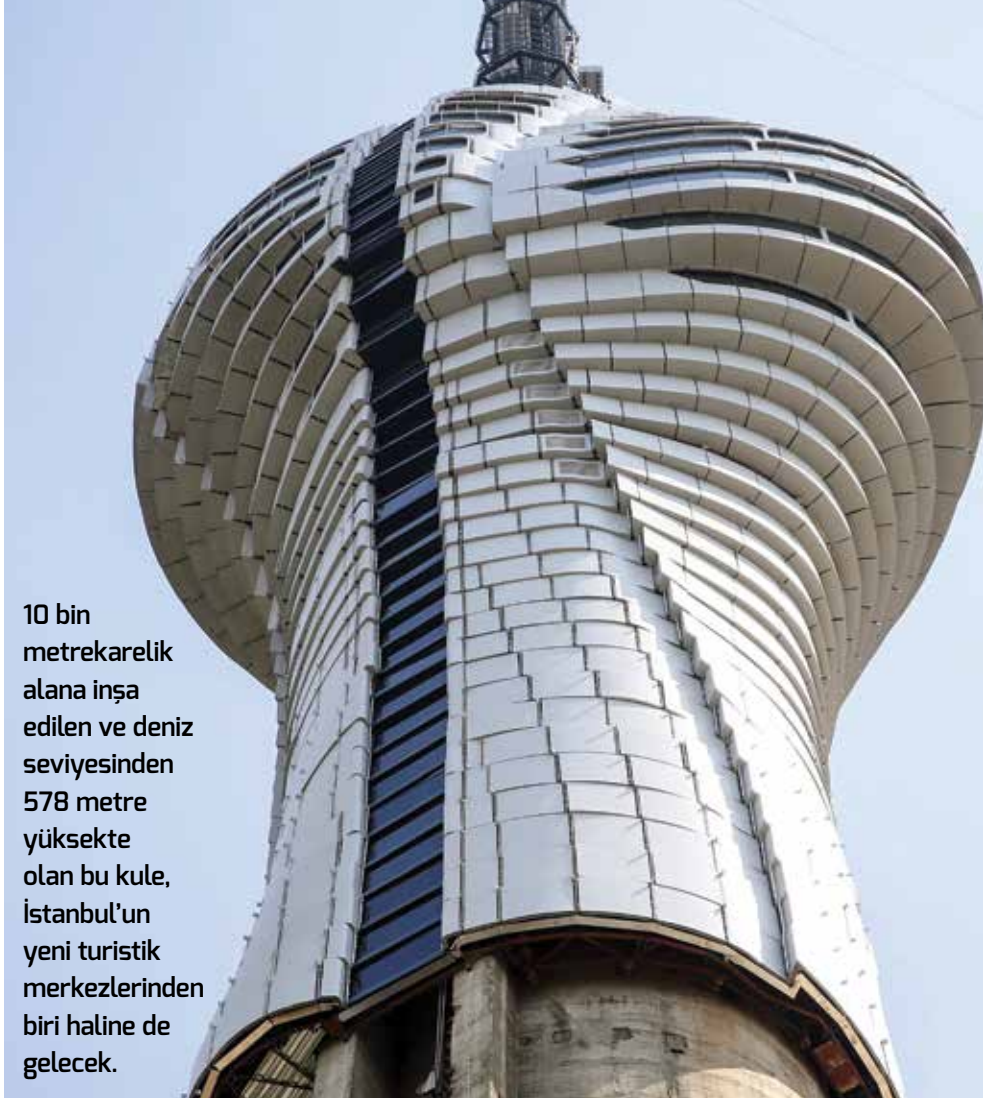 10 bin
metrekarelik
alana inşa
edilen ve deniz
seviyesinden
578 metre
yüksekte
olan bu kule,
İstanbul'un
yeni turistik
merkezlerinden
biri haline de
gelecek.